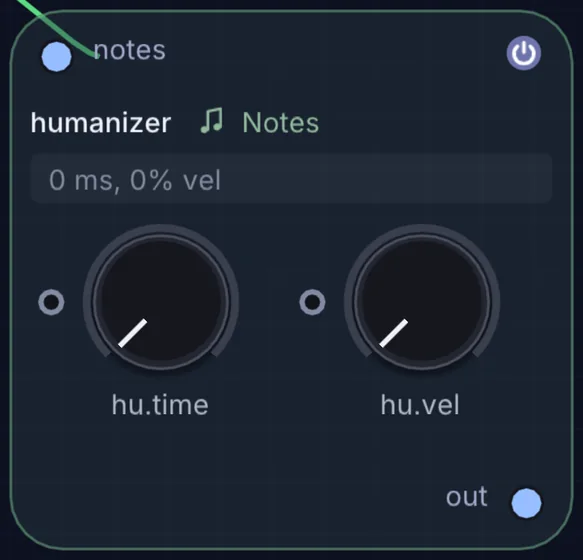 notes
humanizer Notes
0 ms, 0% vel
hu.time hu.vel
out